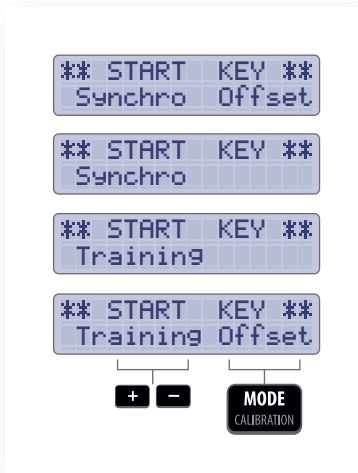 ** START KEY **
Synchro Offset
** START KEY **
Synchro
** START KEY **
Training
** START KEY **
Training Offset
+ −
MODE
CALIBRATION